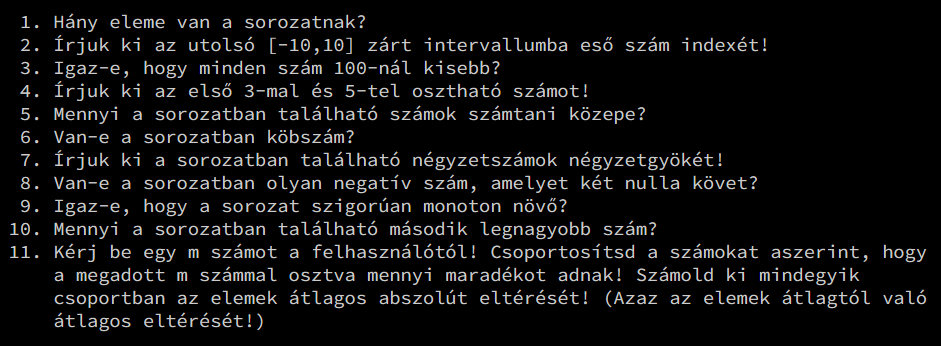 1. Hány eleme van a sorozatnak?
2. Írjuk ki az utolsó [-10,10] zárt intervallumba eső szám indexét!
3. Igaz-e, hogy minden szám 100-nál kisebb?
4. Írjuk ki az első 3-mal és 5-tel osztható számot!
5. Mennyi a sorozatban található számok számtani közepe?
6. Van-e a sorozatban köbszám?
7. Írjuk ki a sorozatban található négyzetszámok négyzetgyökét!
8. Van-e a sorozatban olyan negatív szám, amelyet két nulla követ?
9. Igaz-e, hogy a sorozat szigorúan monoton növő?
10. Mennyi a sorozatban található második legnagyobb szám?
11. Kérj be egy m számot a felhasználótól! Csoportosítsd a számokat aszerint, hogy
a megadott m számmal osztva mennyi maradékot adnak! Számold ki mindegyik
csoportban az elemek átlagos abszolút eltérését! (Azaz az elemek átlagtól való
átlagos eltérését!)